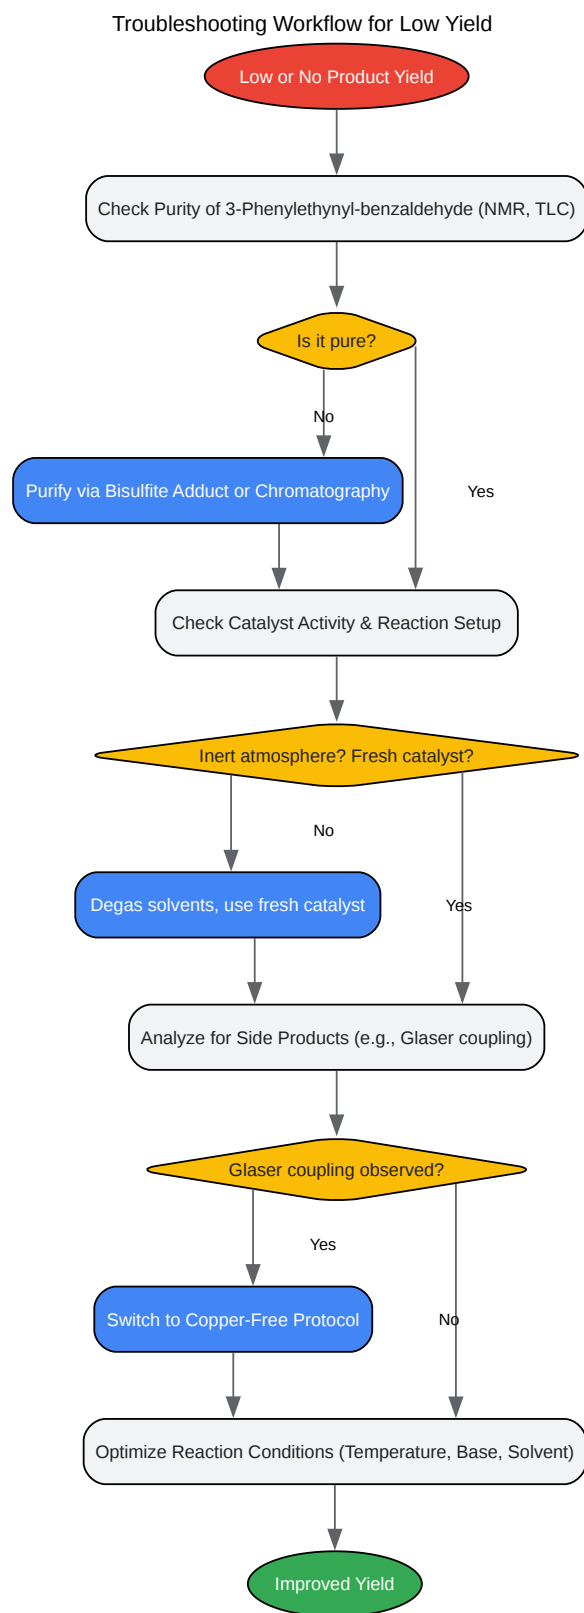 Troubleshooting Workflow for Low Yield
Low or No Product Yield
Check Purity of 3-Phenylethynyl-benzaldehyde (NMR, TLC)
Is it pure?
No
Purify via Bisulfite Adduct or Chromatography
Yes
Check Catalyst Activity & Reaction Setup
Inert atmosphere? Fresh catalyst?
No
Degas solvents, use fresh catalyst
Yes
Analyze for Side Products (e.g., Glaser coupling)
Glaser coupling observed?
Yes
Switch to Copper-Free Protocol
No
Optimize Reaction Conditions (Temperature, Base, Solvent)
Improved Yield